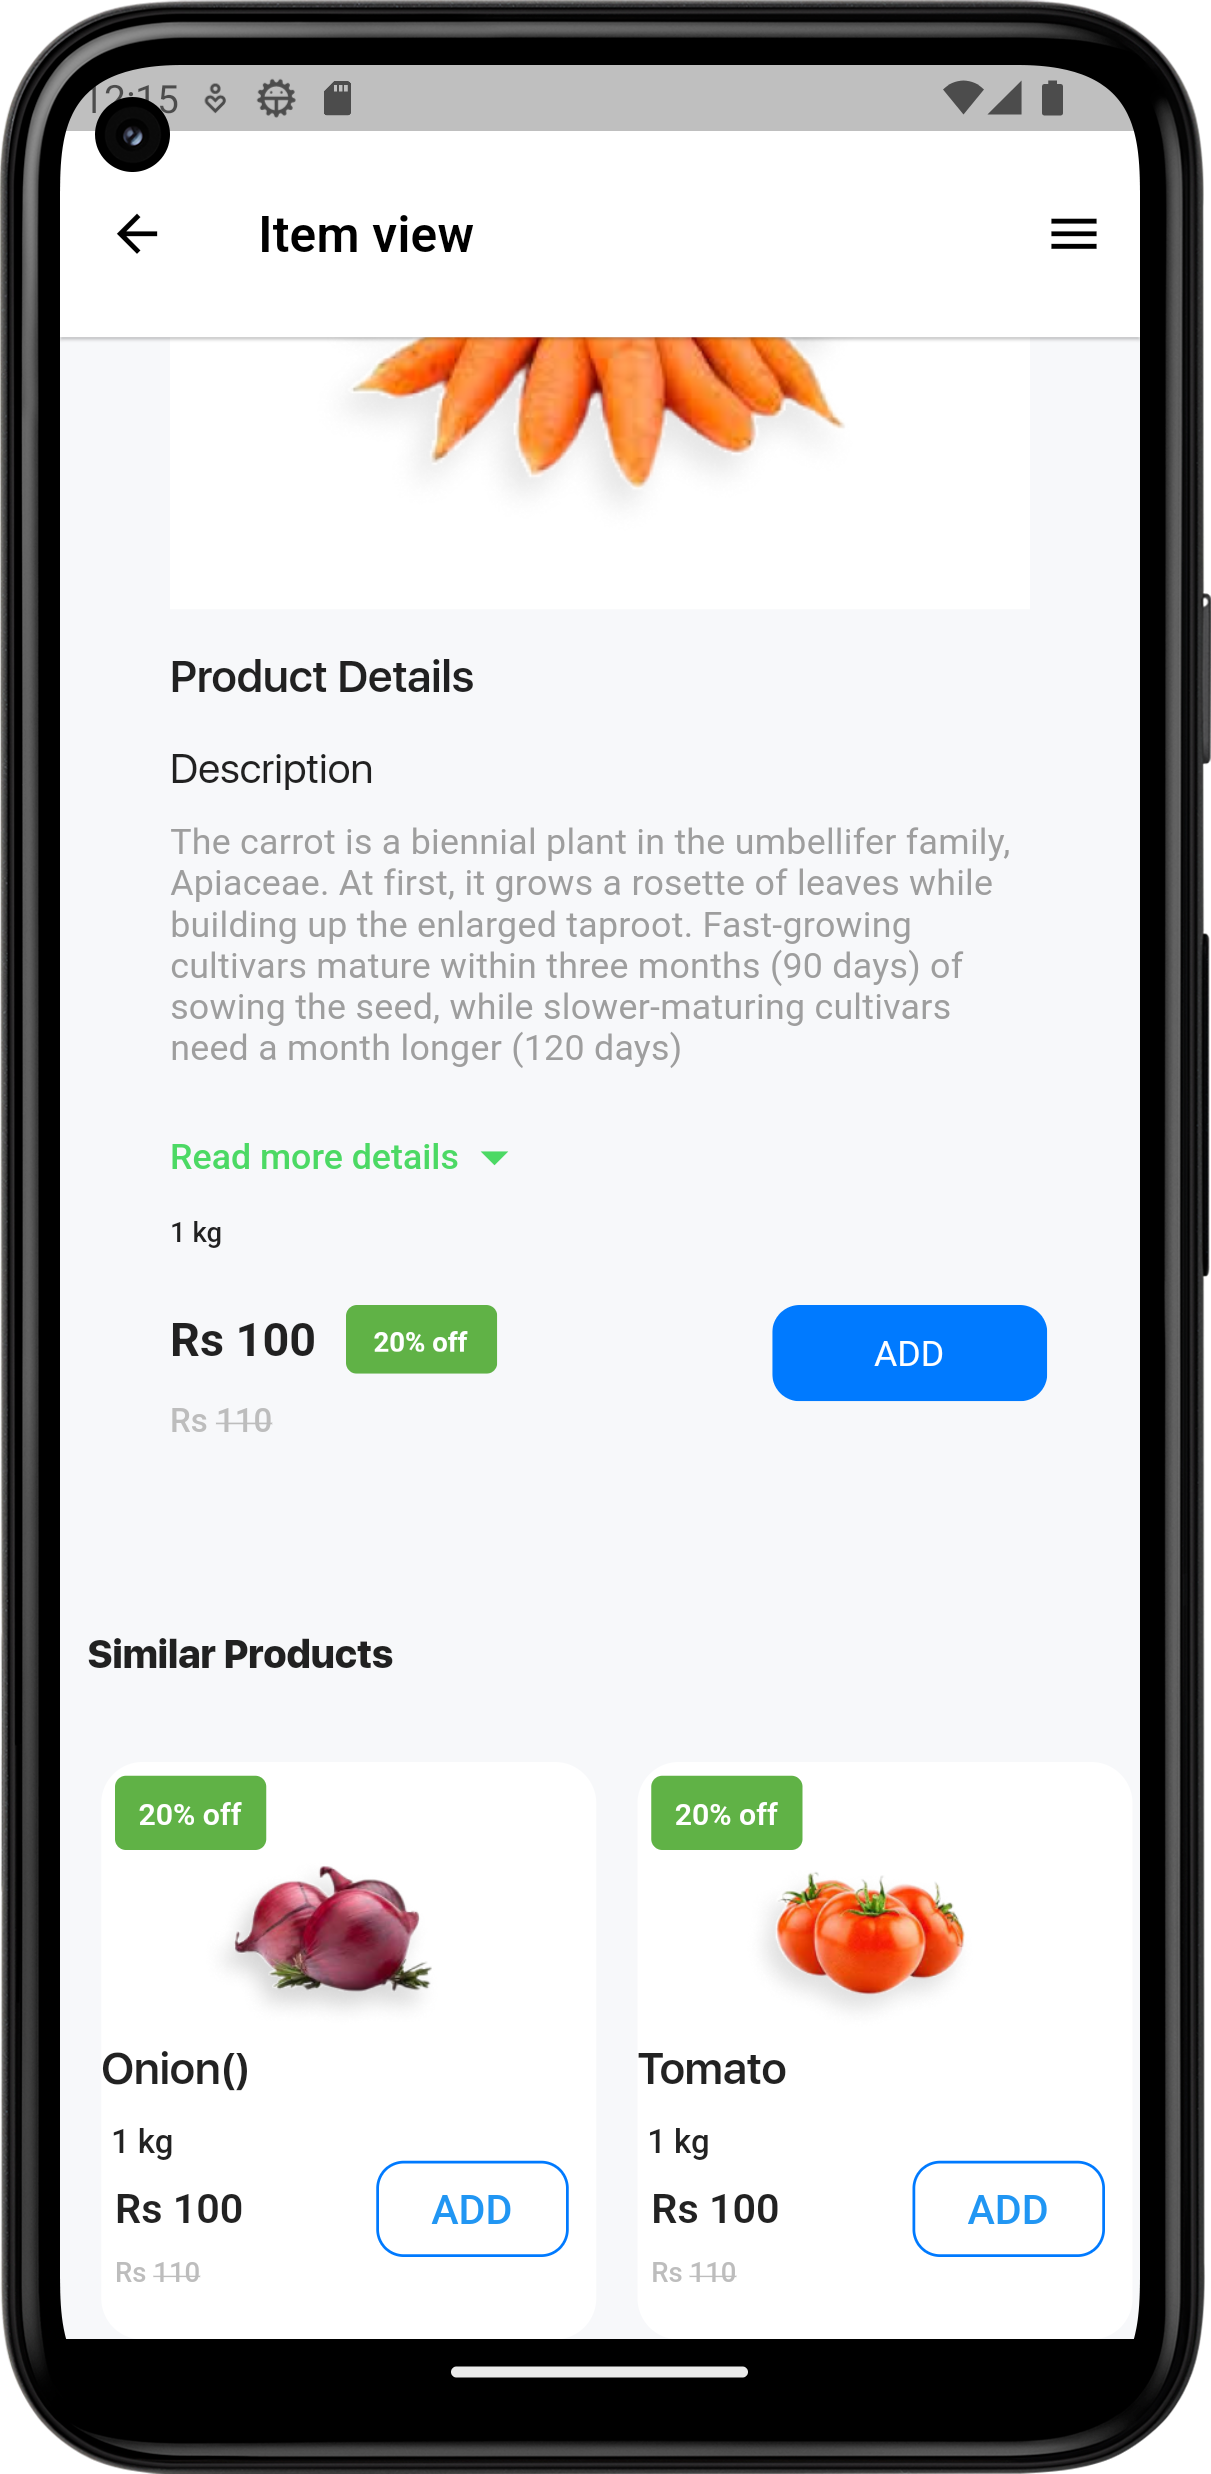 12:15
Item view
Product Details
Description
The carrot is a biennial plant in the umbellifer family,
Apiaceae. At first, it grows a rosette of leaves while
building up the enlarged taproot. Fast-growing
cultivars mature within three months (90 days) of
sowing the seed, while slower-maturing cultivars
need a month longer (120 days)
Read more details
1 kg
Rs 100 20% off ADD
Rs 110
Similar Products
20% off 20% off
Onion() Tomato
1 kg 1 kg
Rs 100 ADD Rs 100 ADD
Rs 110 Rs 110